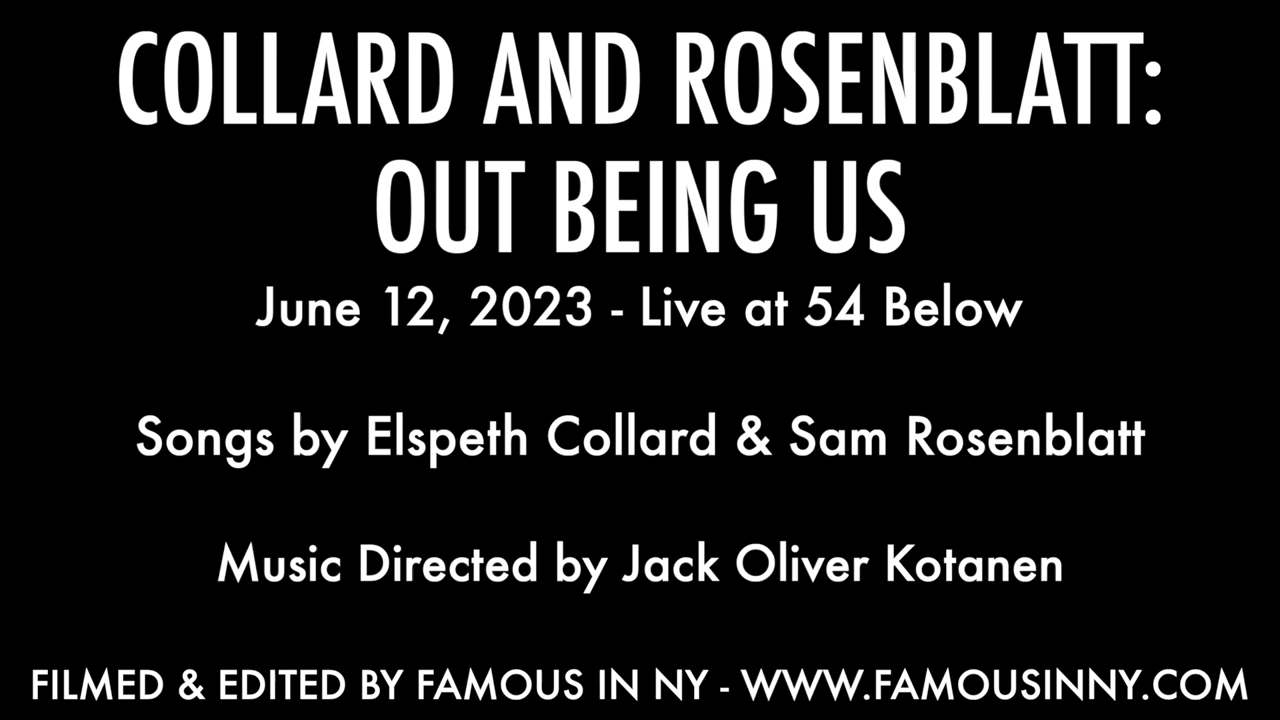 COLLARD AND ROSENBLATT:
OUT BEING US
June 12, 2023 - Live at 54 Below
Songs by Elspeth Collard & Sam Rosenblatt
Music Directed by Jack Oliver Kotanen
FILMED & EDITED BY FAMOUS IN NY - WWW.FAMOUSINNY.COM